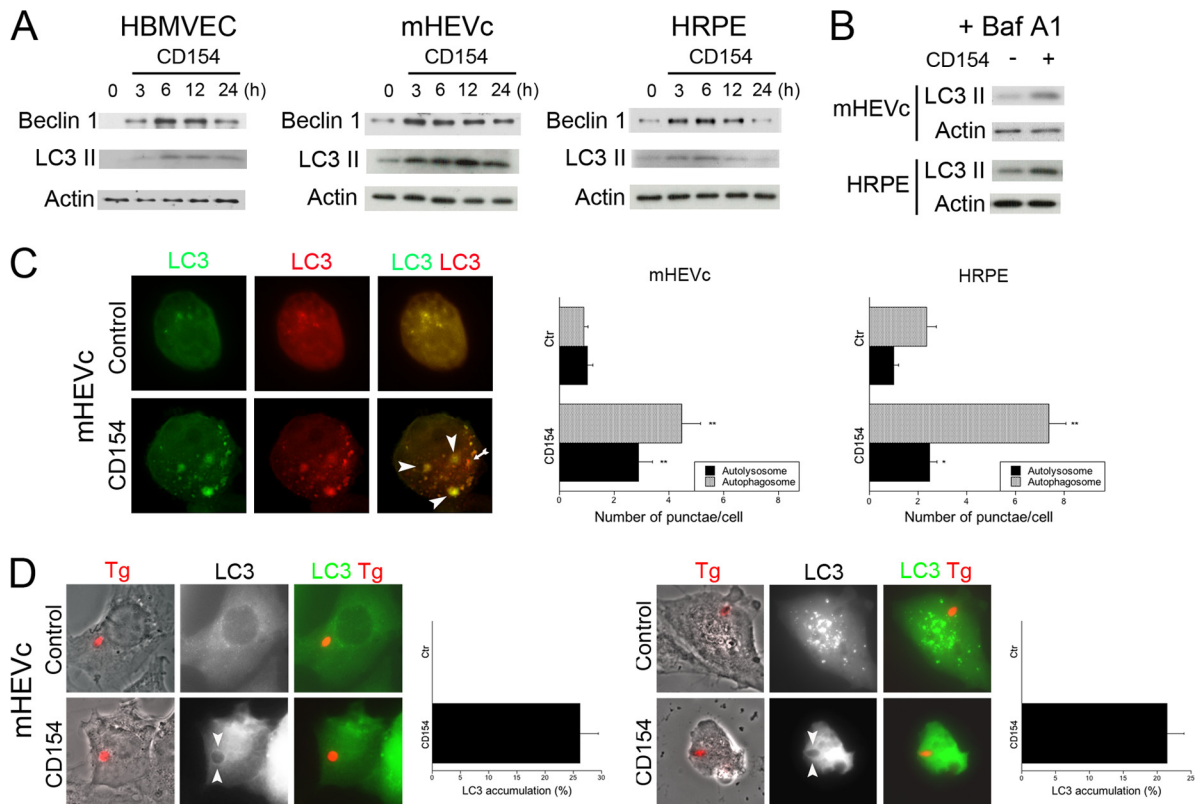 A
HBMVEC
CD154
0 3 6 12 24 (h)
Beclin 1
LC3 II
Actin
mHEVc
CD154
0 3 6 12 24 (h)
Beclin 1
LC3 II
Actin
HRPE
CD154
0 3 6 12 24 (h)
Beclin 1
LC3 II
Actin
B
+ Baf A1
CD154 - +
mHEVc
LC3 II
Actin
HRPE
LC3 II
Actin
C
mHEVc
LC3 LC3 LC3 LC3
Control
CD154
mHEVc
Ctr
**
CD154
**
Autolysosome
Autophagosome
0 2 4 6 8
Number of punctae/cell
HRPE
Ctr
**
CD154
*
Autolysosome
Autophagosome
0 2 4 6 8
Number of punctae/cell
D
mHEVc
Tg LC3 LC3 Tg
Control
CD154
Ctr
CD154
0 5 10 15 20 25 30
LC3 accumulation (%)
Tg LC3 LC3 Tg
Control
CD154
Ctr
CD154
0 5 10 15 20 25
LC3 accumulation (%)